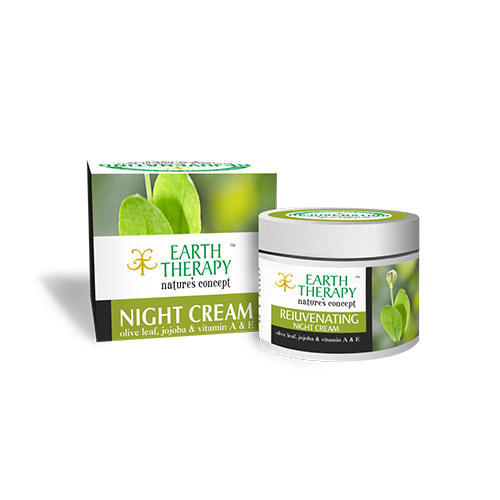 EARTH
THERAPY
™
nature's concept
NIGHT CREAM
olive leaf, jojoba & vitamin A & E
REJUVENATION
EARTH
THERAPY
™
nature's concept
REJUVENATING
NIGHT CREAM
olive leaf, jojoba & vitamin A & E